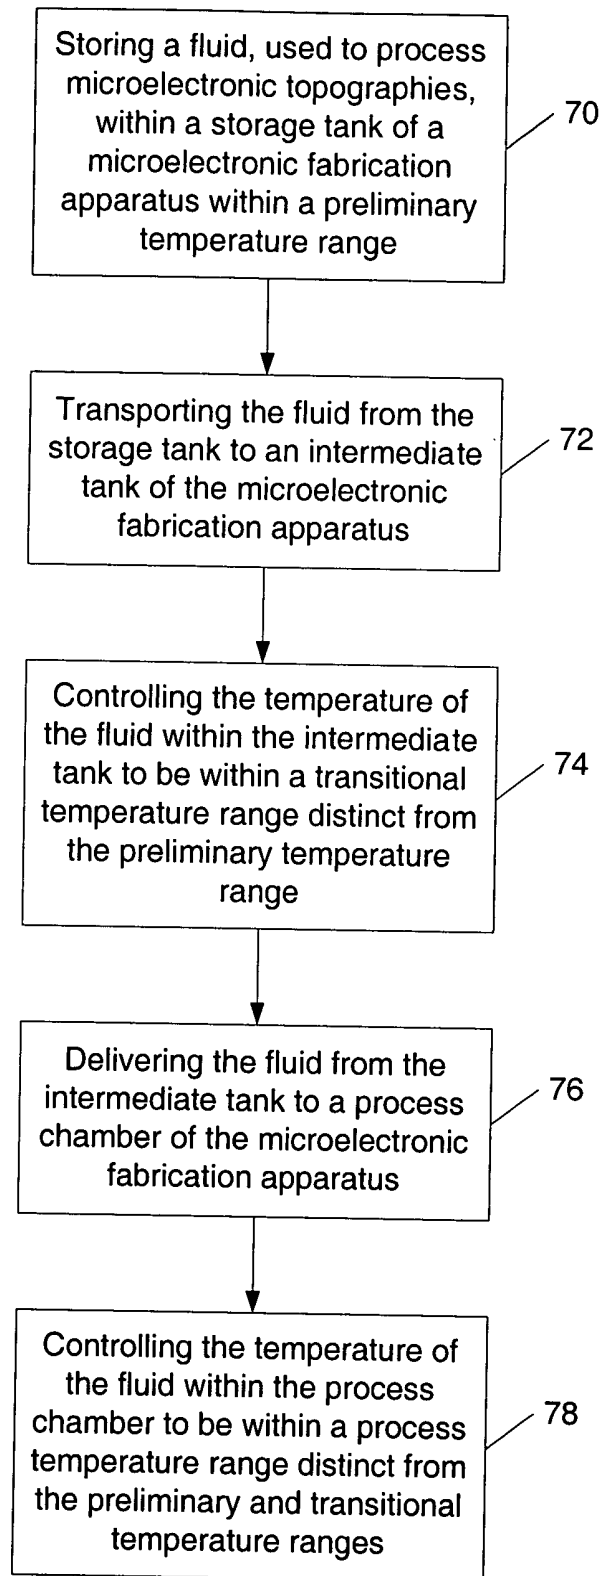 Storing a fluid, used to process
microelectronic topographies,
within a storage tank of a
microelectronic fabrication
apparatus within a preliminary
temperature range
70
Transporting the fluid from the
storage tank to an intermediate
tank of the microelectronic
fabrication apparatus
72
Controlling the temperature of
the fluid within the intermediate
tank to be within a transitional
temperature range distinct from
the preliminary temperature
range
74
Delivering the fluid from the
intermediate tank to a process
chamber of the microelectronic
fabrication apparatus
76
Controlling the temperature of
the fluid within the process
chamber to be within a process
temperature range distinct from
the preliminary and transitional
temperature ranges
78